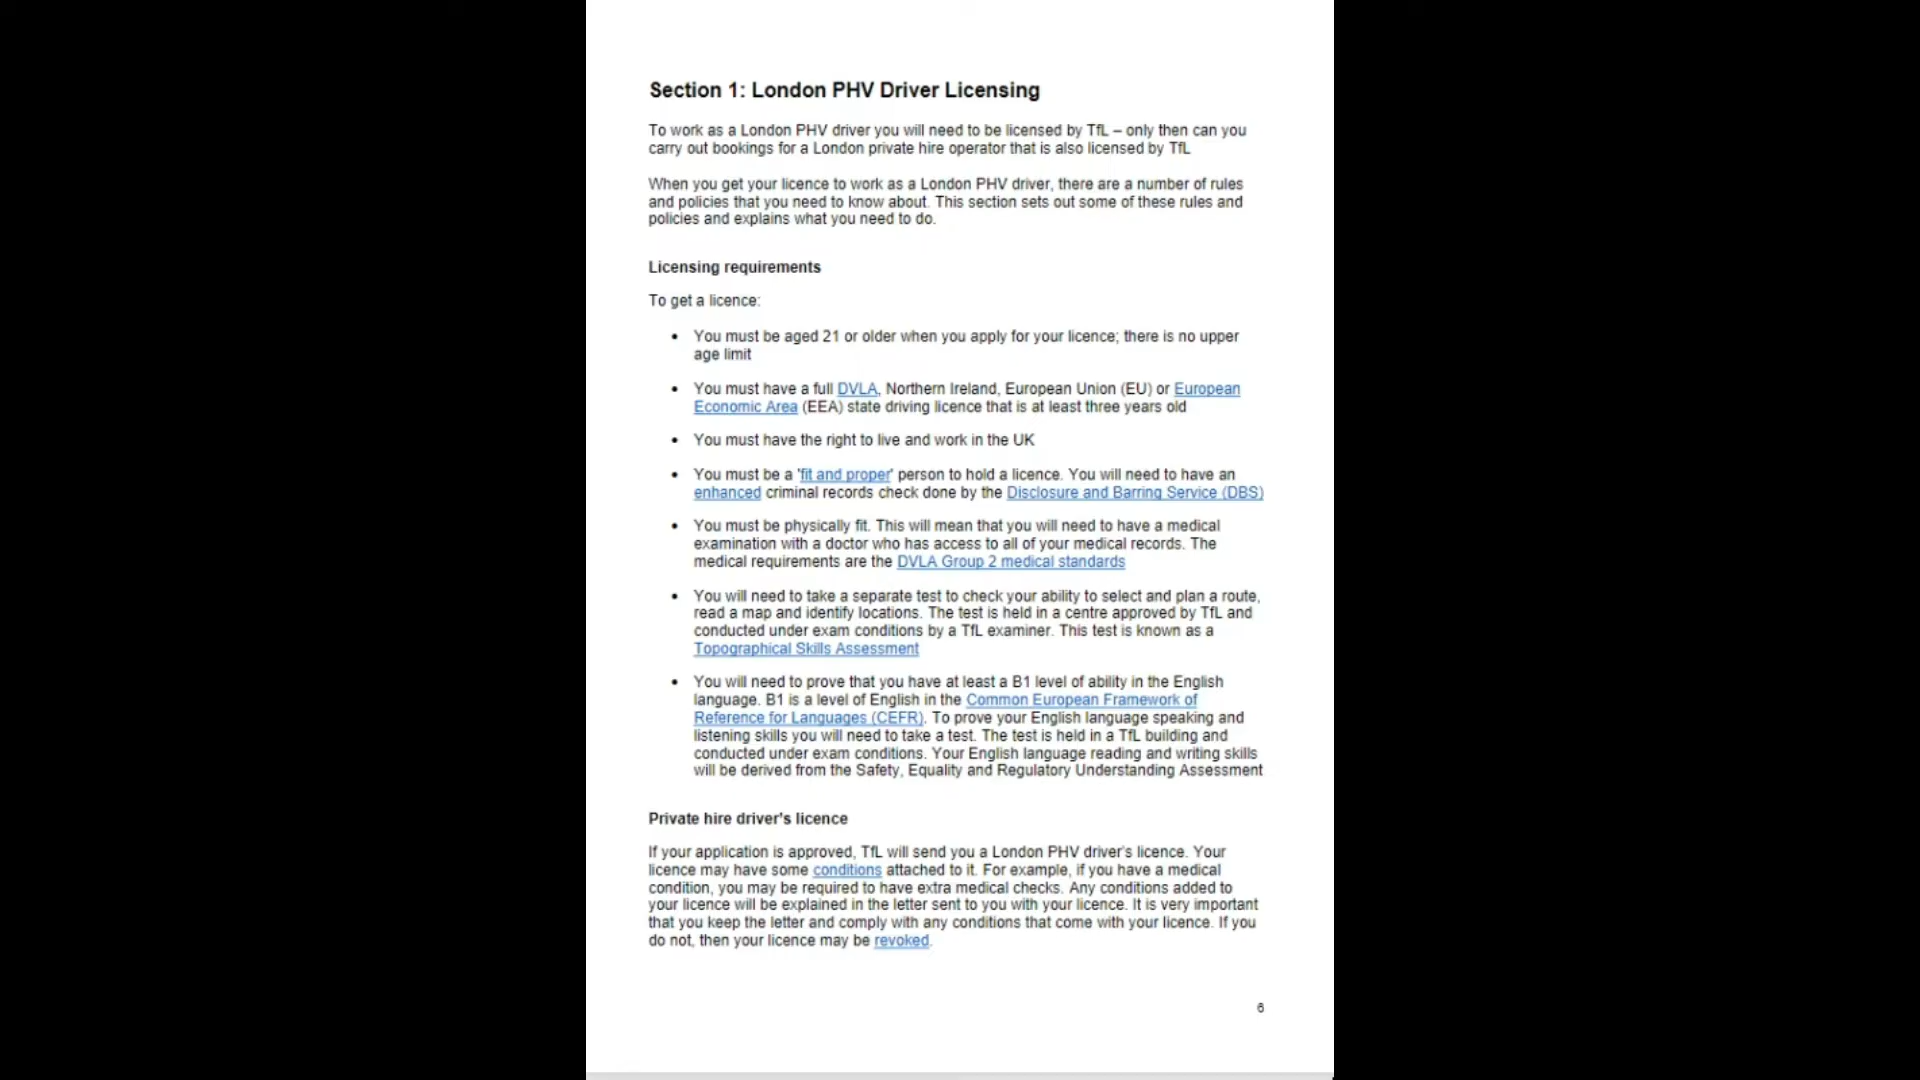 Section 1: London PHV Driver Licensing
To work as a London PHV driver you will need to be licensed by TfL – only then can you
carry out bookings for a London private hire operator that is also licensed by TfL
When you get your licence to work as a London PHV driver, there are a number of rules
and policies that you need to know about. This section sets out some of these rules and
policies and explains what you need to do.
Licensing requirements
To get a licence:
• You must be aged 21 or older when you apply for your licence; there is no upper
age limit
• You must have a full DVLA, Northern Ireland, European Union (EU) or European
Economic Area (EEA) state driving licence that is at least three years old
• You must have the right to live and work in the UK
• You must be a 'fit and proper' person to hold a licence. You will need to have an
enhanced criminal records check done by the Disclosure and Barring Service (DBS)
• You must be physically fit. This will mean that you will need to have a medical
examination with a doctor who has access to all of your medical records. The
medical requirements are the DVLA Group 2 medical standards
• You will need to take a separate test to check your ability to select and plan a route,
read a map and identify locations. The test is held in a centre approved by TfL and
conducted under exam conditions by a TfL examiner. This test is known as a
Topographical Skills Assessment
• You will need to prove that you have at least a B1 level of ability in the English
language. B1 is a level of English in the Common European Framework of
Reference for Languages (CEFR). To prove your English language speaking and
listening skills you will need to take a test. The test is held in a TfL building and
conducted under exam conditions. Your English language reading and writing skills
will be derived from the Safety, Equality and Regulatory Understanding Assessment
Private hire driver's licence
If your application is approved, TfL will send you a London PHV driver's licence. Your
licence may have some conditions attached to it. For example, if you have a medical
condition, you may be required to have extra medical checks. Any conditions added to
your licence will be explained in the letter sent to you with your licence. It is very important
that you keep the letter and comply with any conditions that come with your licence. If you
do not, then your licence may be revoked.
6